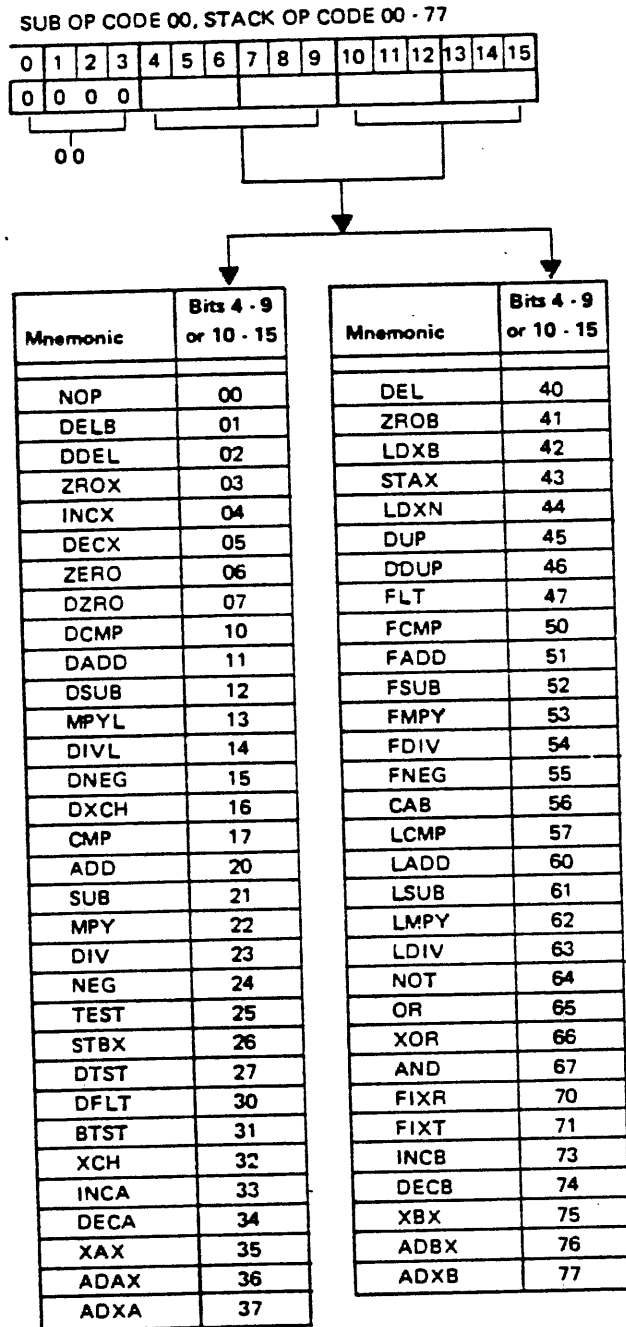 SUB OP CODE 00, STACK OP CODE 00 - 77
0 1 2 3 4 5 6 7 8 9 10 11 12 13 14 15
0 0 0 0
00
Mnemonic Bits 4 - 9 or 10 - 15
NOP 00
DELB 01
DDEL 02
ZROX 03
INCX 04
DECX 05
ZERO 06
DZRO 07
DCMP 10
DADD 11
DSUB 12
MPYL 13
DIVL 14
DNEG 15
DXCH 16
CMP 17
ADD 20
SUB 21
MPY 22
DIV 23
NEG 24
TEST 25
STBX 26
DTST 27
DFLT 30
BTST 31
XCH 32
INCA 33
DECA 34
XAX 35
ADAX 36
ADXA 37
Mnemonic Bits 4 - 9 or 10 - 15
DEL 40
ZROB 41
LDXB 42
STAX 43
LDXN 44
DUP 45
DDUP 46
FLT 47
FCMP 50
FADD 51
FSUB 52
FMPY 53
FDIV 54
FNEG 55
CAB 56
LCMP 57
LADD 60
LSUB 61
LMPY 62
LDIV 63
NOT 64
OR 65
XOR 66
AND 67
FIXR 70
FIXT 71
INCB 73
DECB 74
XBX 75
ADBX 76
ADXB 77